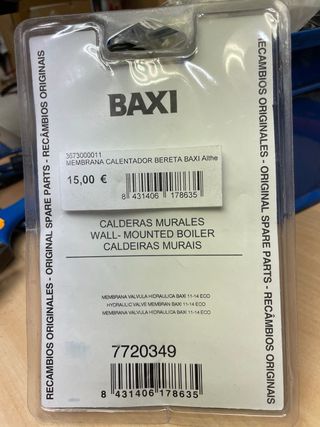 BAXI
3673000011
MEMBRANA CALENTADOR BERETA BAXI Althe
15,00 €
8 431406 178635
CALDERAS MURALES
WALL- MOUNTED BOILER
CALDEIRAS MURAIS
MEMBRANA VALVULA HIDRAULICA BAXI 11-14 ECO
HYDRAULIC VALVE MEMBRAN BAXI 11-14 ECO
MEMBRANA VALVULA HIDRAULICA BAXI 11-14 ECO
7720349
8 431406 178635
RECAMBIOS ORIGINALES - ORIGINAL SPARE PARTS - RECÂMBIOS ORIGINAIS
RECAMBIOS ORIGINALES - ORIGINAL SPARE PARTS - RECÂMBIOS ORIGINAIS